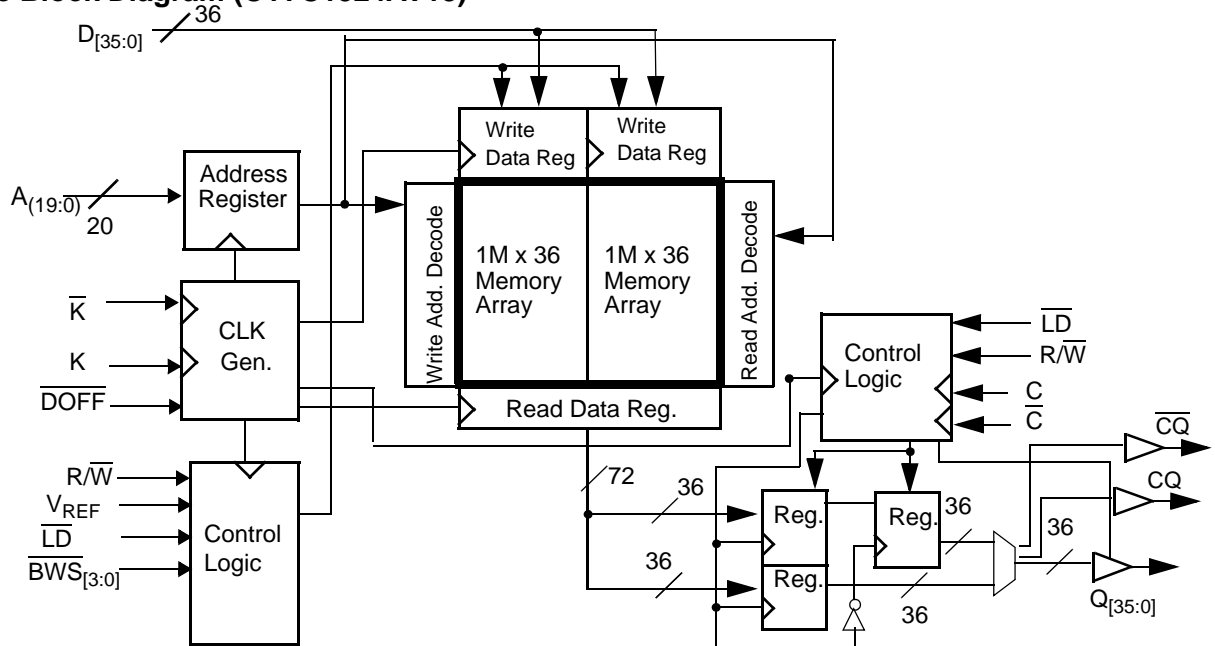 Block Diagram
36
D[35:0]
Write
Data Reg
Write
Data Reg
Address
Register
A(19:0)
20
Write Add. Decode
1M x 36
Memory
Array
1M x 36
Memory
Array
Read Add. Decode
K
K
DOFF
CLK
Gen.
Control
Logic
LD
R/W
C
C
Read Data Reg.
CQ
CQ
72
36
36
Reg.
Reg.
Reg.
36
36
36
Q[35:0]
R/W
VREF
LD
BWS[3:0]
Control
Logic